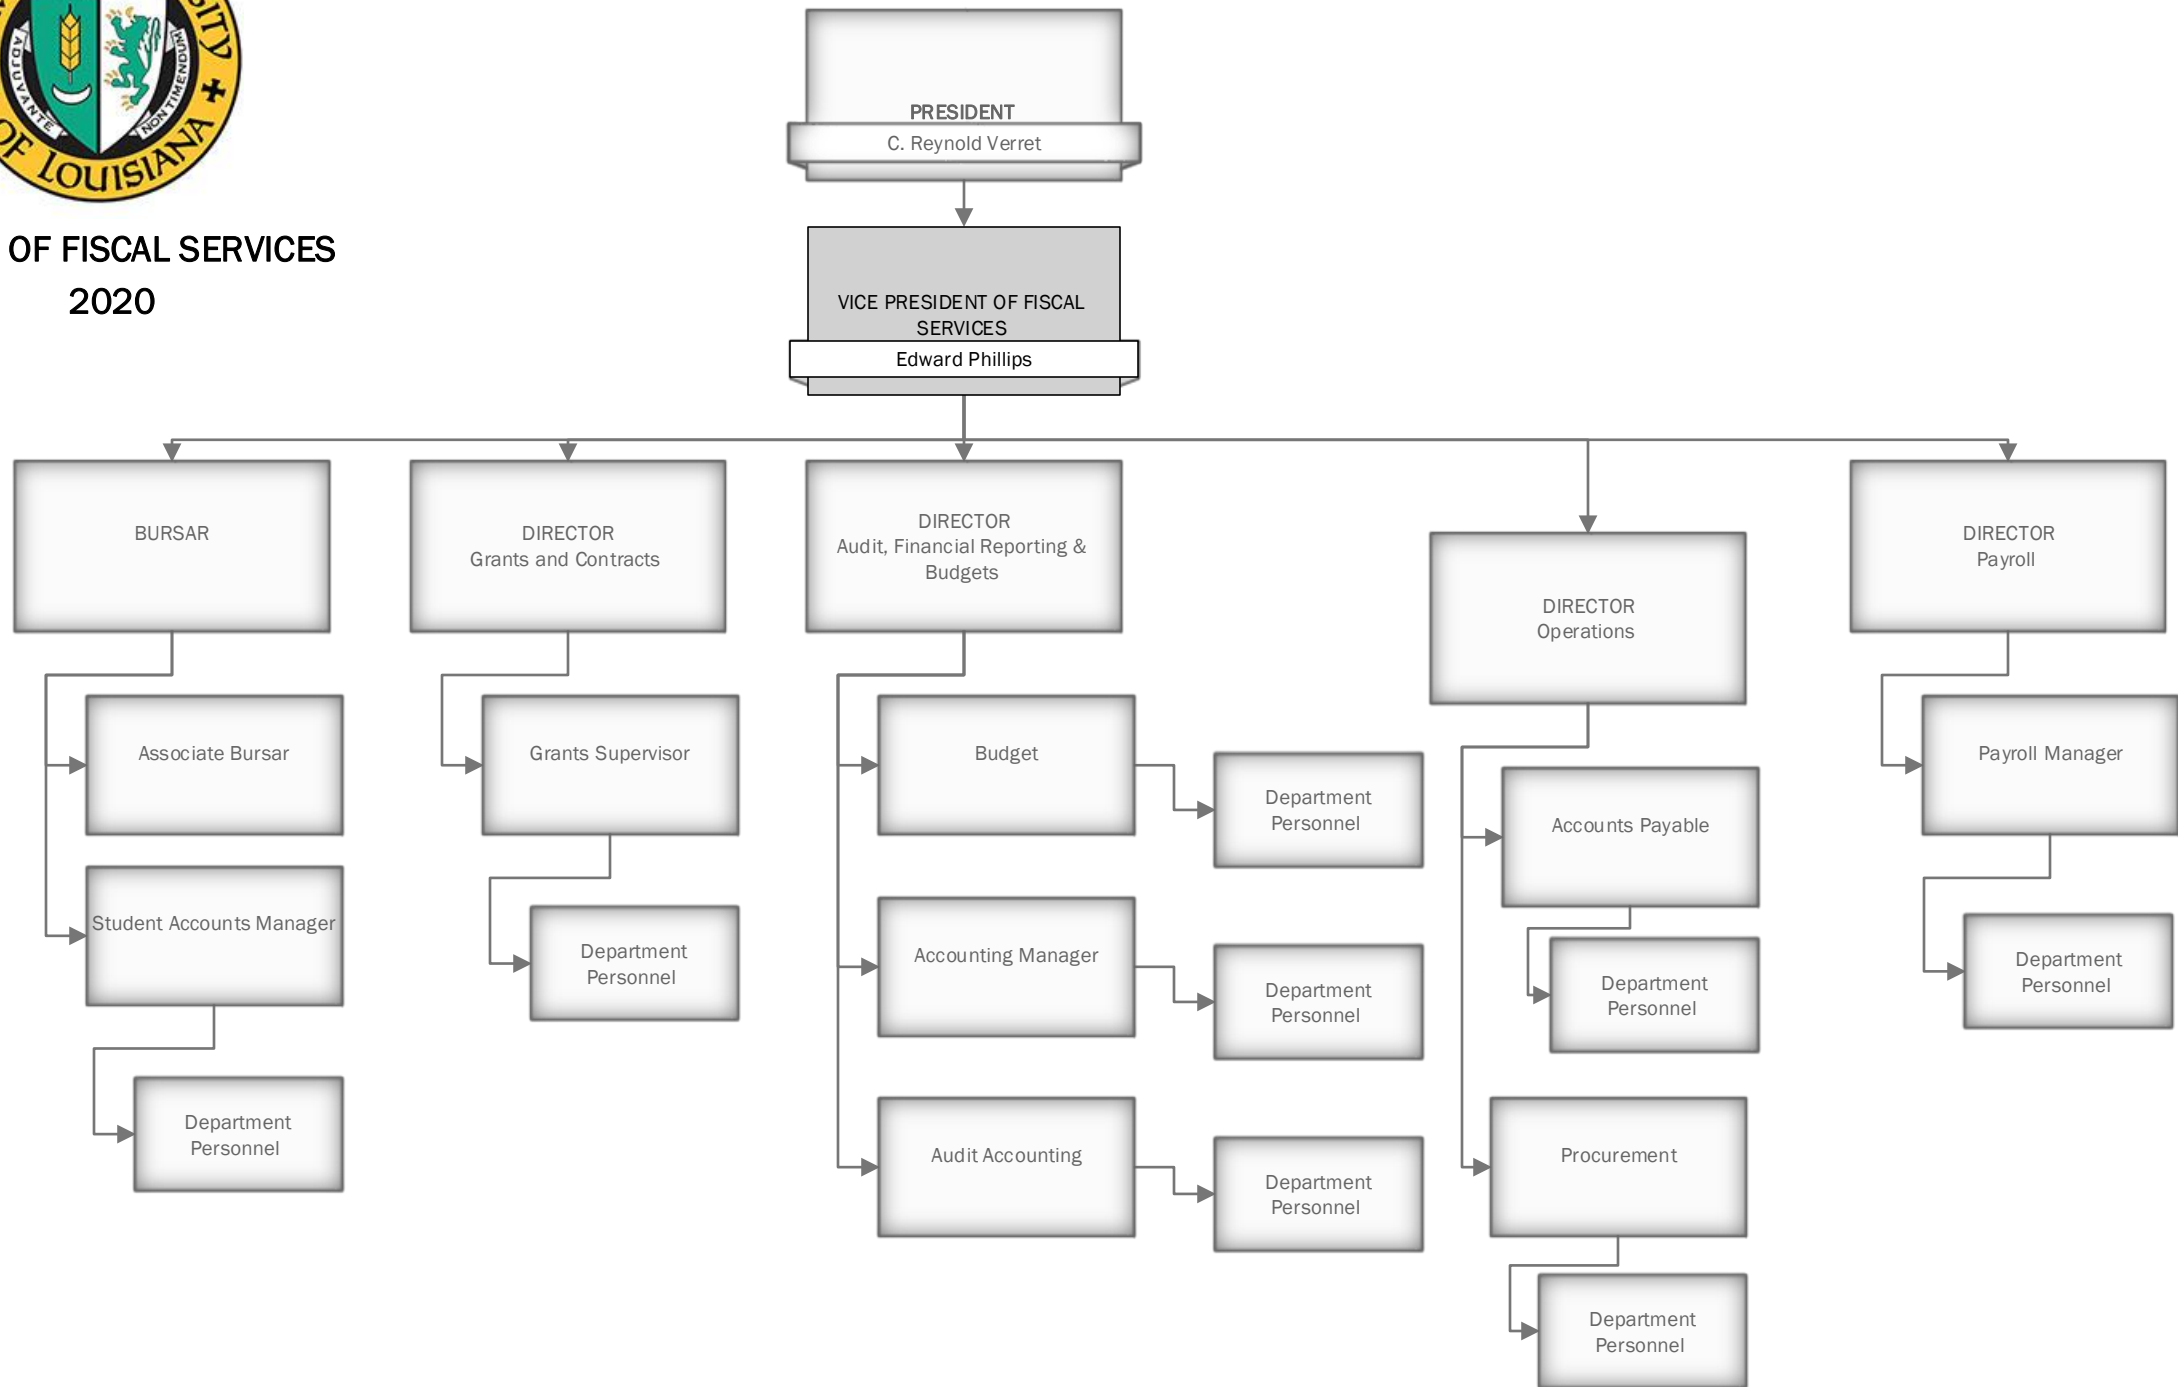 SITY
ADJUVANTE
NON TIMENDUM
OF LOUISIANA
OF FISCAL SERVICES
2020
PRESIDENT
C. Reynold Verret
VICE PRESIDENT OF FISCAL
SERVICES
Edward Phillips
BURSAR
DIRECTOR
Grants and Contracts
DIRECTOR
Audit, Financial Reporting &
Budgets
DIRECTOR
Operations
DIRECTOR
Payroll
Associate Bursar
Student Accounts Manager
Department
Personnel
Grants Supervisor
Department
Personnel
Budget
Department
Personnel
Accounting Manager
Department
Personnel
Audit Accounting
Department
Personnel
Accounts Payable
Department
Personnel
Procurement
Department
Personnel
Payroll Manager
Department
Personnel